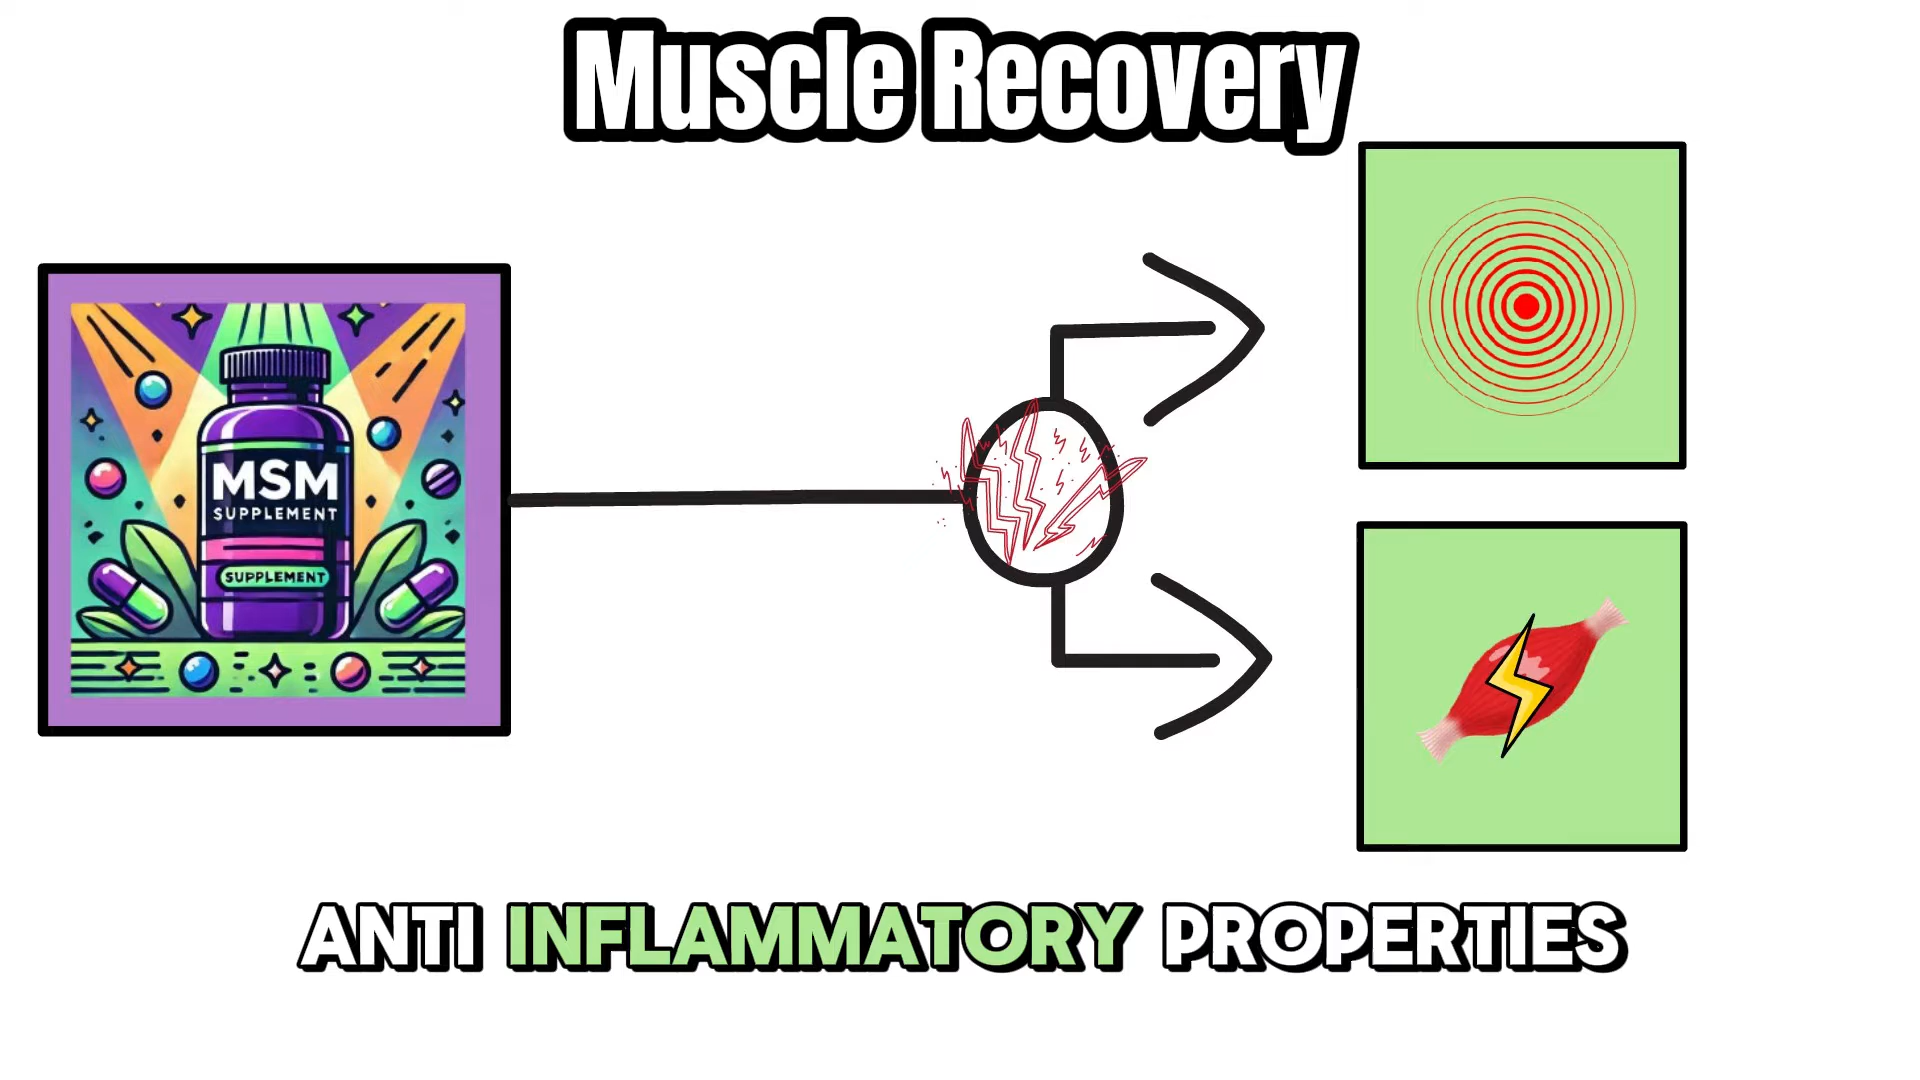 Muscle Recovery
MSM
SUPPLEMENT
SUPPLEMENT
ANTI INFLAMMATORY PROPERTIES